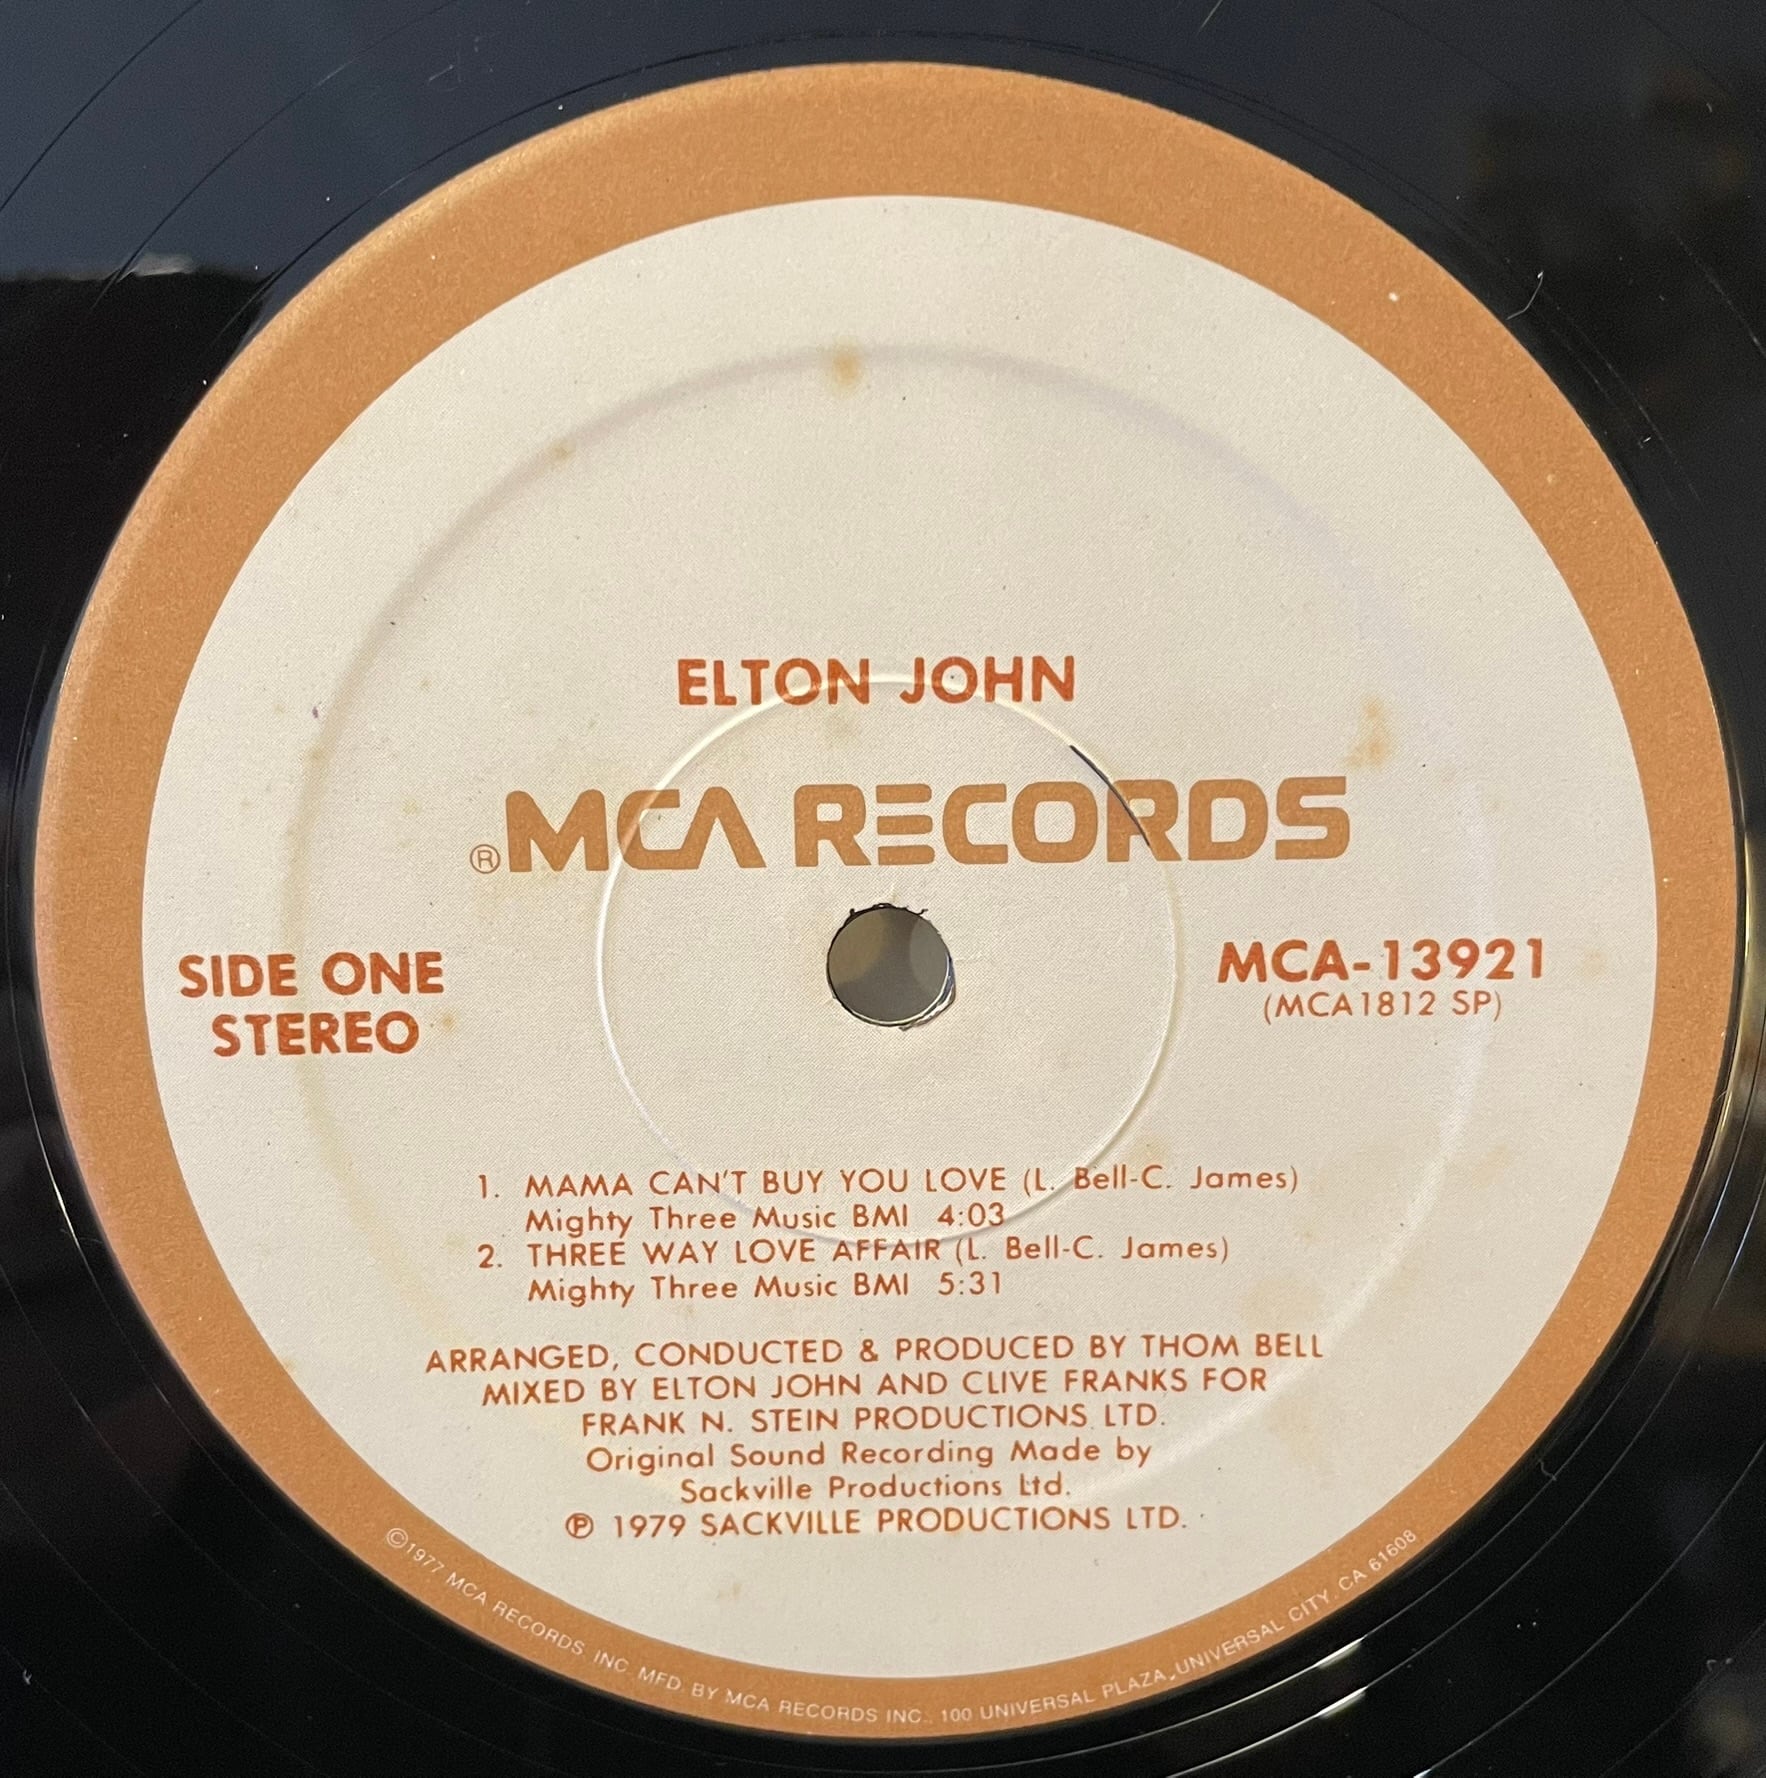 ELTON JOHN
®MCA RECORDS
SIDE ONE
STEREO
MCA-13921
(MCA1812 SP)
1. MAMA CAN'T BUY YOU LOVE (L. Bell-C. James)
Mighty Three Music BMI 4:03
2. THREE WAY LOVE AFFAIR (L. Bell-C. James)
Mighty Three Music BMI 5:31
ARRANGED, CONDUCTED & PRODUCED BY THOM BELL
MIXED BY ELTON JOHN AND CLIVE FRANKS FOR
FRANK N. STEIN PRODUCTIONS LTD.
Original Sound Recording Made by
Sackville Productions Ltd.
℗ 1979 SACKVILLE PRODUCTIONS LTD.
©1977 MCA RECORDS, INC. MFD. BY MCA RECORDS INC., 100 UNIVERSAL PLAZA, UNIVERSAL CITY, CA 61608